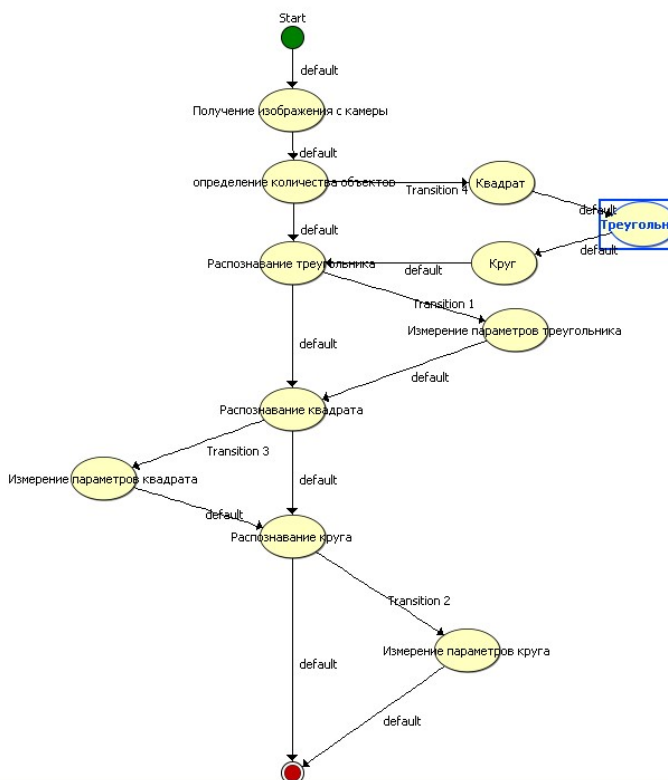 Start
default
Получение изображения с камеры
default
определение количества объектов
Transition 4
Квадрат
default
Треугольн
default
default
Круг
default
Распознавание треугольника
Transition 1
Измерение параметров треугольника
default
default
Распознавание квадрата
Transition 3
Измерение параметров квадрата
default
default
Распознавание круга
Transition 2
Измерение параметров круга
default
default